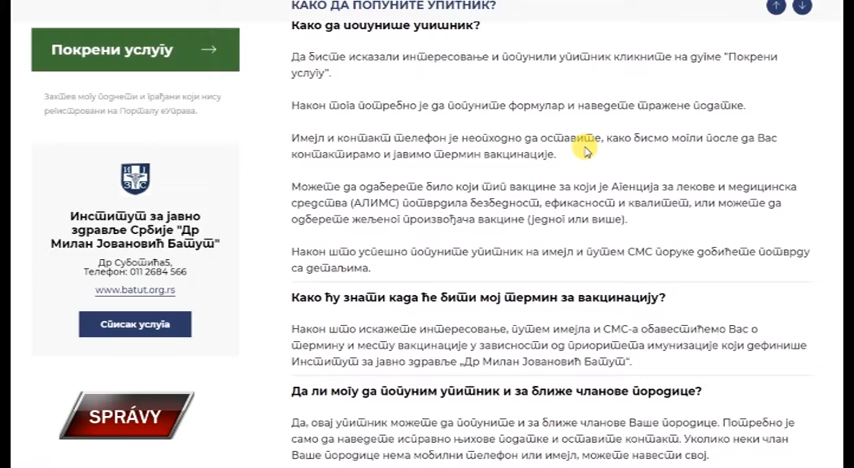 КАКО ДА ПОПУНИТЕ УПИТНИК?
Како да попуните упитник?
Покрени услугу
Захтев могу поднети и грађани који нису
регистровани на Порталу еУправа.
Институт за јавно
здравље Србије "Др
Милан Јовановић Батут"
Др Суботића5,
Телефон: 011 2684 566
www.batut.org.rs
Списак услуга
SPRÁVY
Да бисте исказали интересовање и попунили упитник кликните на дугме "Покрени
услугу".
Након тога потребно је да попуните формулар и наведете тражене податке.
Имејл и контакт телефон је неопходно да оставите, како бисмо могли после да Вас
контактирамо и јавимо термин вакцинације.
Можете да одаберете било који тип вакцине за који је Агенција за лекове и медицинска
средства (АЛИМС) потврдила безбедност, ефикасност и квалитет, или можете да
одберете жељеног произвођача вакцине (једног или више).
Након што успешно попуните упитник на имејл и путем СМС поруке добићете потврду
са детаљима.
Како ћу знати када ће бити мој термин за вакцинацију?
Након што искажете интересовање, путем имејла и СМС-а обавестићемо Вас о
термину и месту вакцинације у зависности од приоритета имунизације који дефинише
Институт за јавно здравље „Др Милан Јовановић Батут“.
Да ли могу да попуним упитник и за ближе чланове породице?
Да, овај упитник можете да попуните и за ближе чланове Ваше породице. Потребно је
само да наведете исправно њихове податке и оставите контакт. Уколико неки члан
Ваше породице нема мобилни телефон или имејл, можете навести свој.